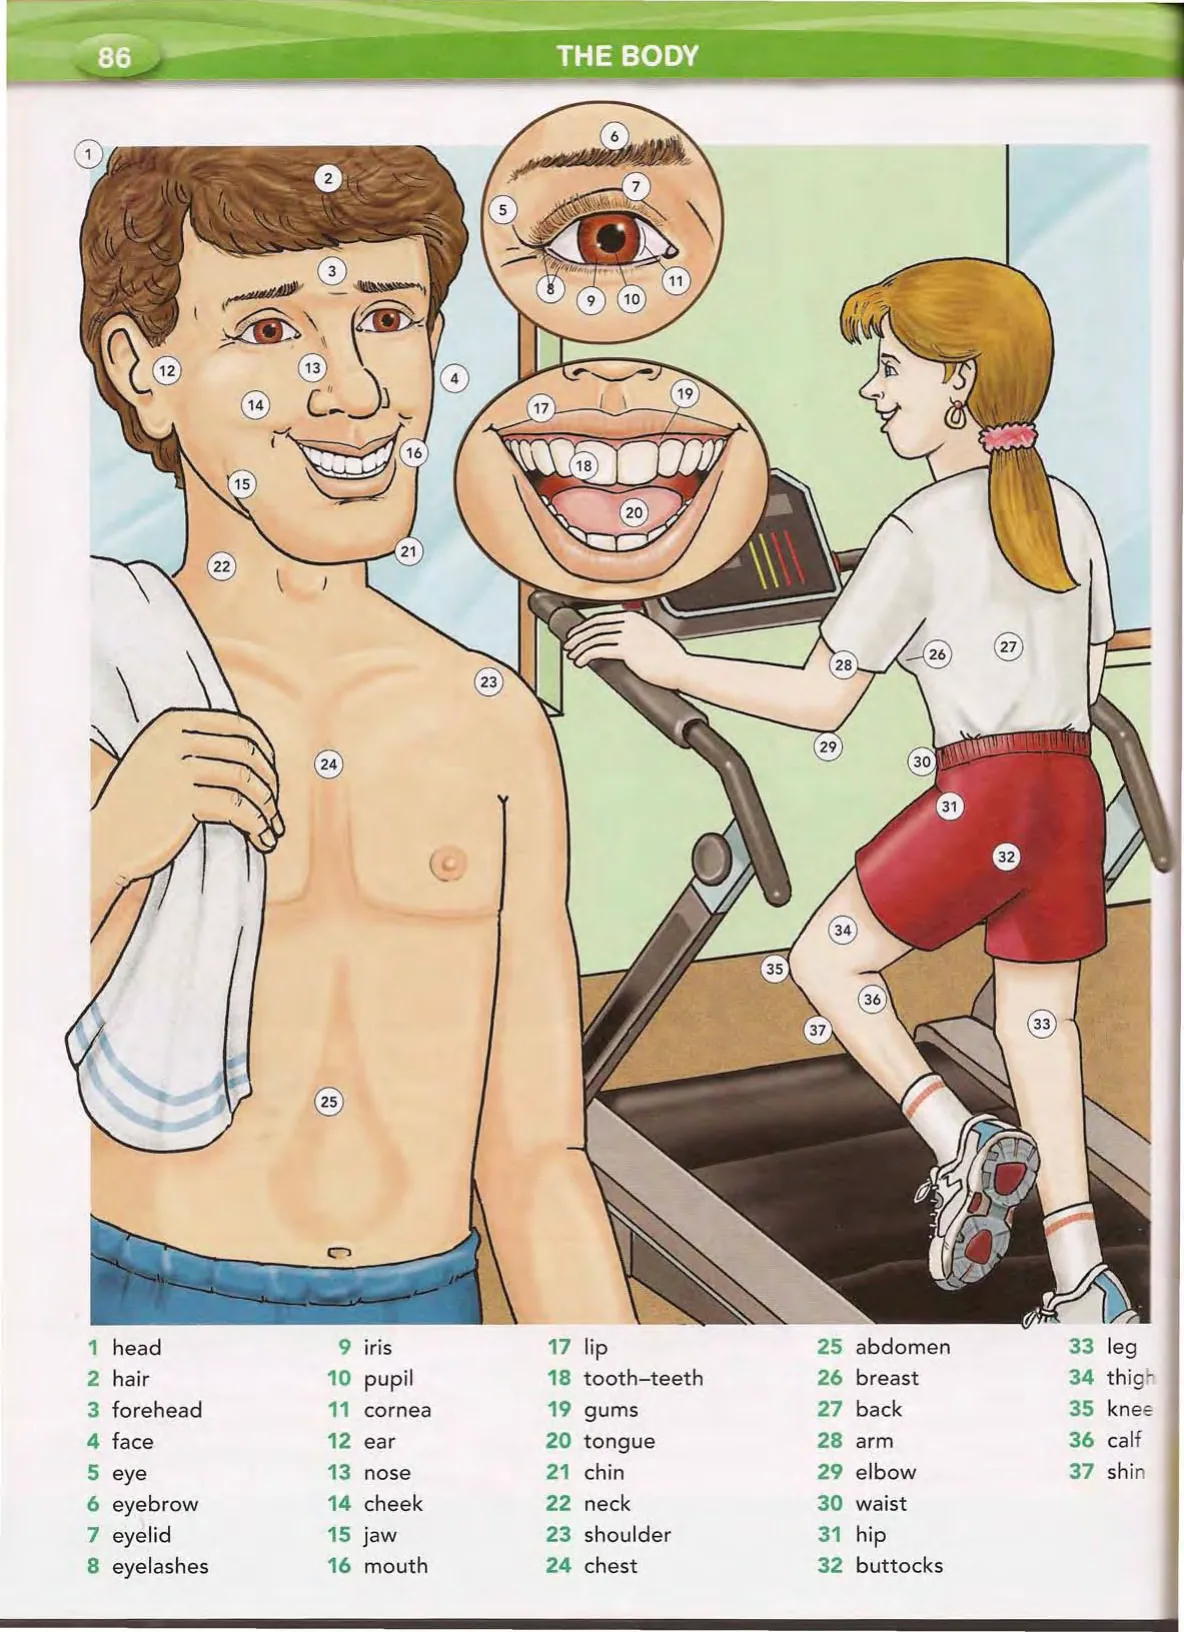 86
THE BODY
1
2
3
4
5
6
7
8
9
10
11
12
13
14
15
16
17
18
19
20
21
22
23
24
25
26
27
28
29
30
31
32
33
34
35
36
37
1 head
2 hair
3 forehead
4 face
5 eye
6 eyebrow
7 eyelid
8 eyelashes
9 iris
10 pupil
11 cornea
12 ear
13 nose
14 cheek
15 jaw
16 mouth
17 lip
18 tooth–teeth
19 gums
20 tongue
21 chin
22 neck
23 shoulder
24 chest
25 abdomen
26 breast
27 back
28 arm
29 elbow
30 waist
31 hip
32 buttocks
33 leg
34 thigh
35 knee
36 calf
37 shin